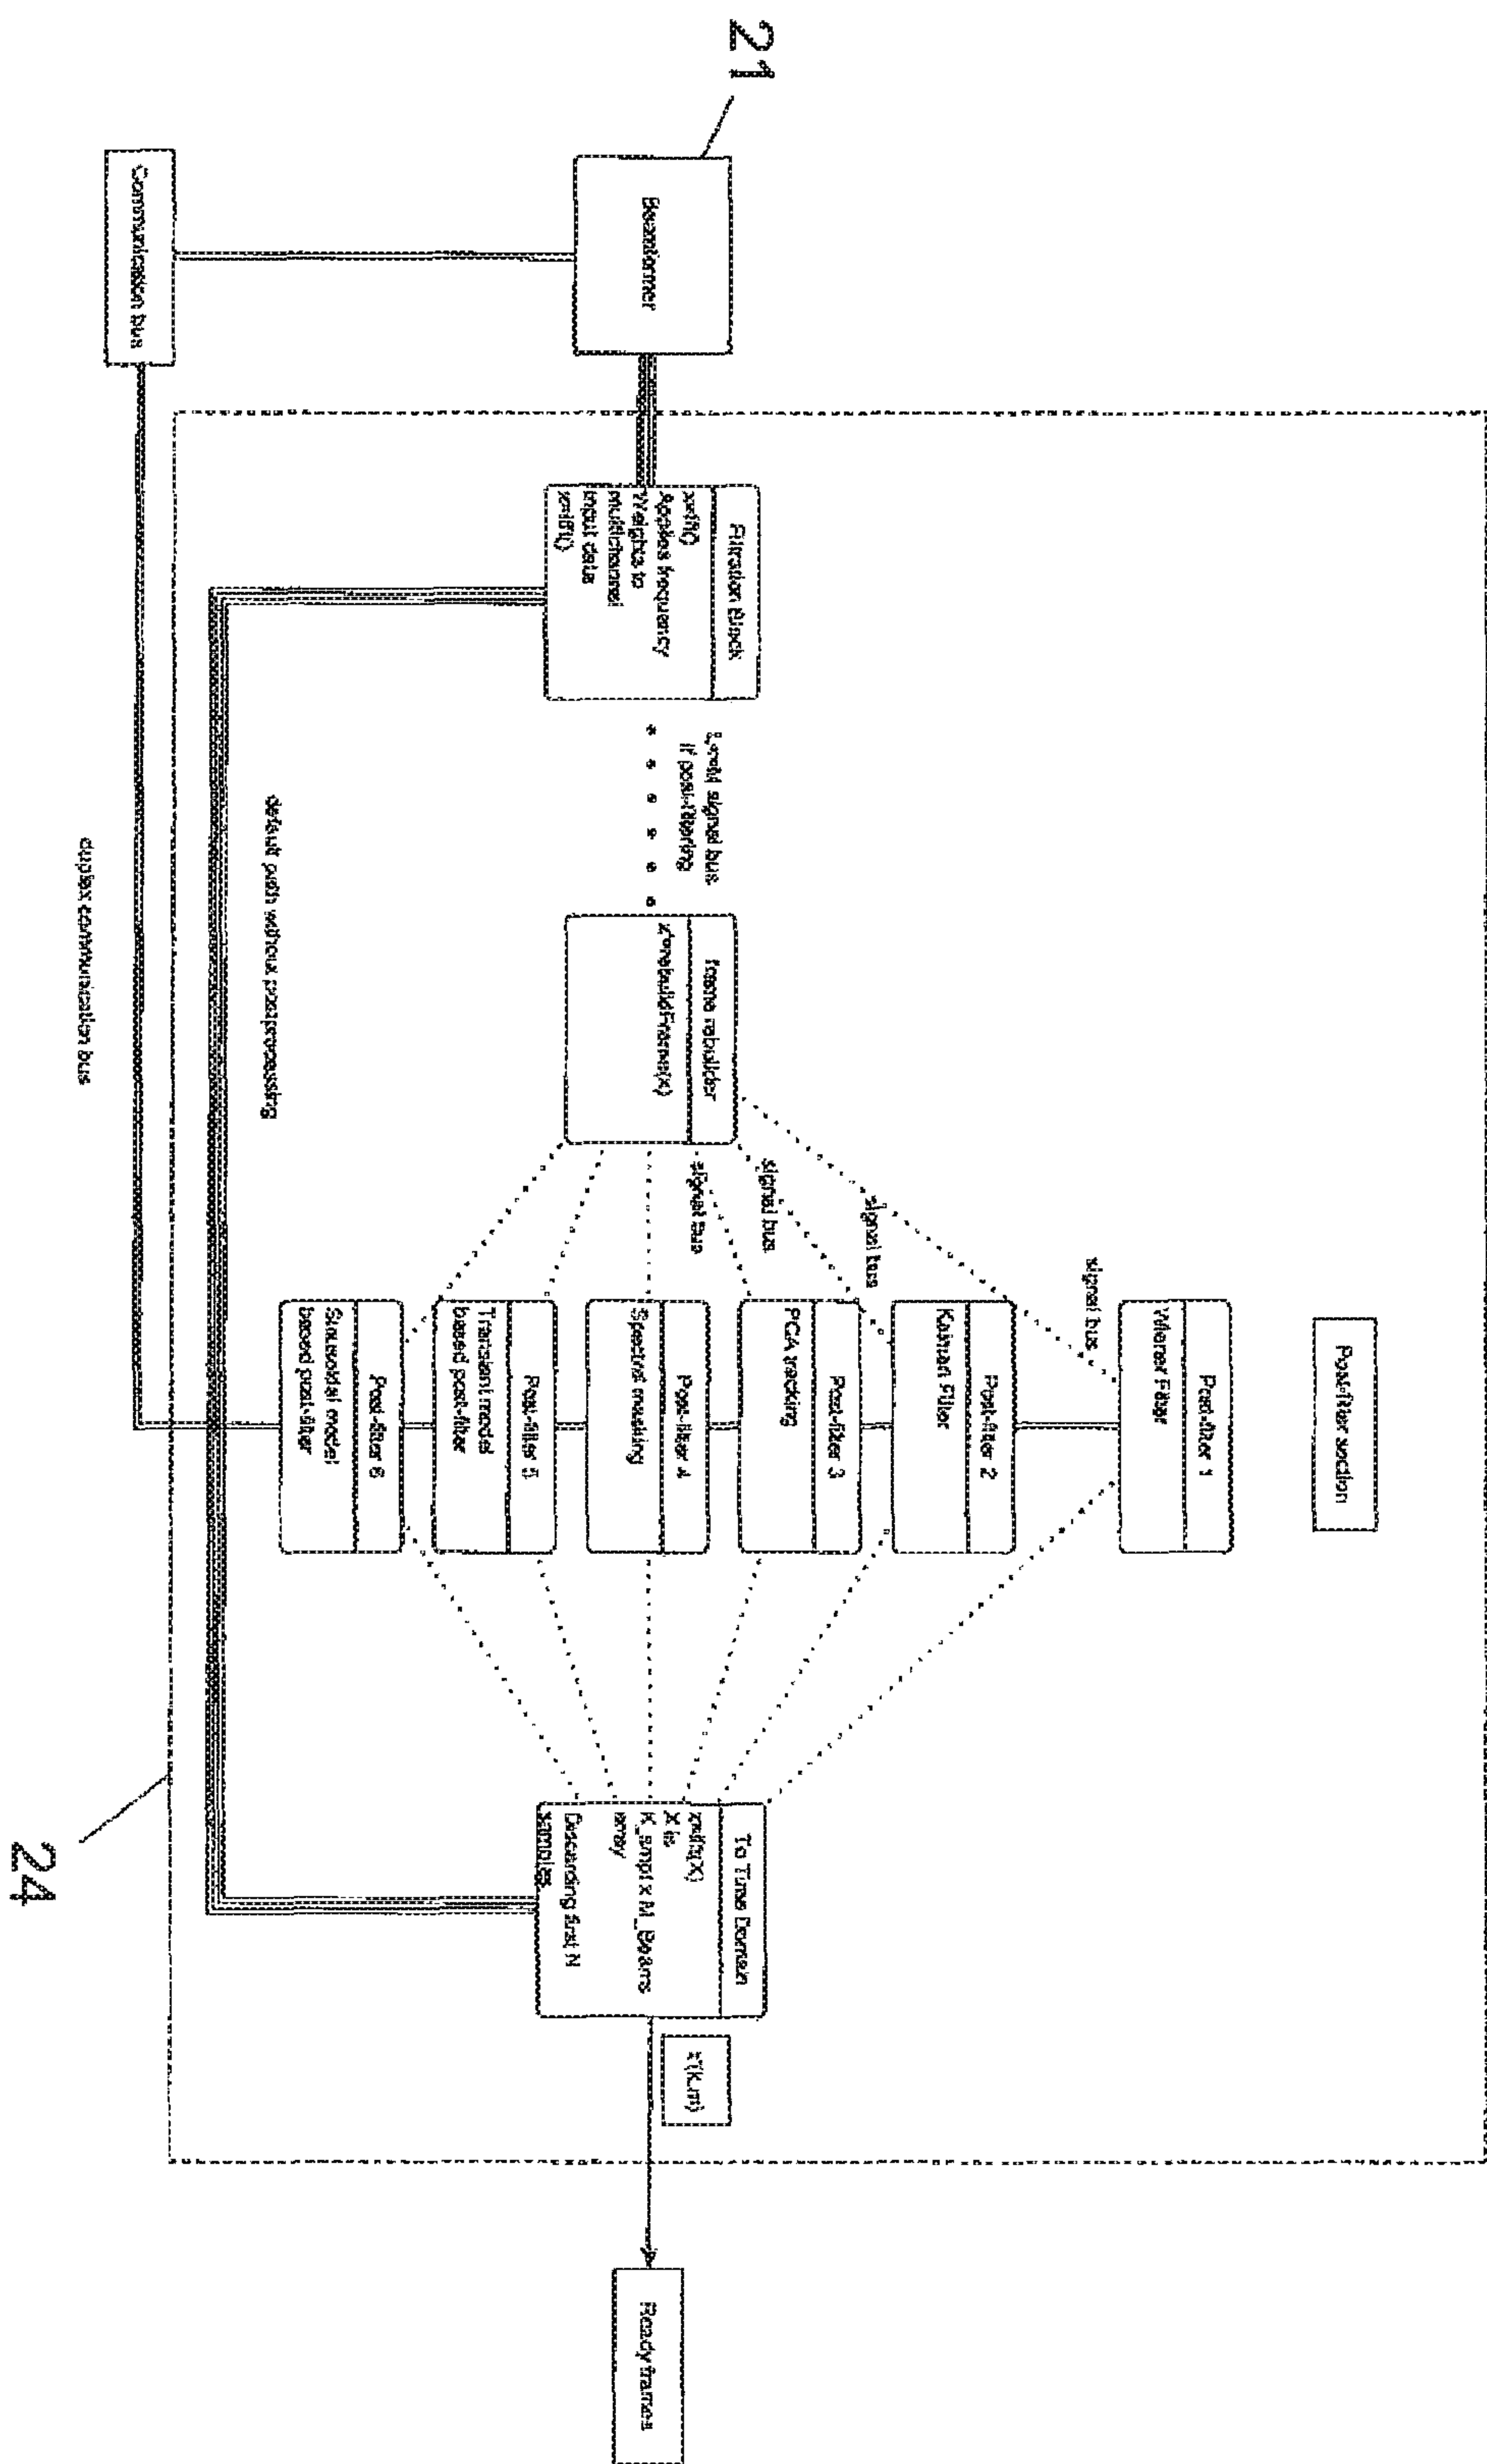 21
Beamformer
Communication bus
Filtration Block
x=fft()
Applies frequency
Weights to
multichannel
input data
x=ifft()
signal bus
if post-filtering
default path without postprocessing
duplex communication bus
frame rebuilder
signal bus
signal bus
signal bus
signal bus
Post-filter section
Post-filter 1
Wiener Filter
Post-filter 2
Kalman Filter
Post-filter 3
PCA tracking
Post-filter 4
Spectral masking
Post-filter 5
Transient model
based post-filter
Post-filter 6
Sinusoidal model
based post-filter
To Time Domain
x=ifft(X)
X is
K_smpl x M_Beams
array
Discarding first N
samples
x'(k,m)
Ready frames
24